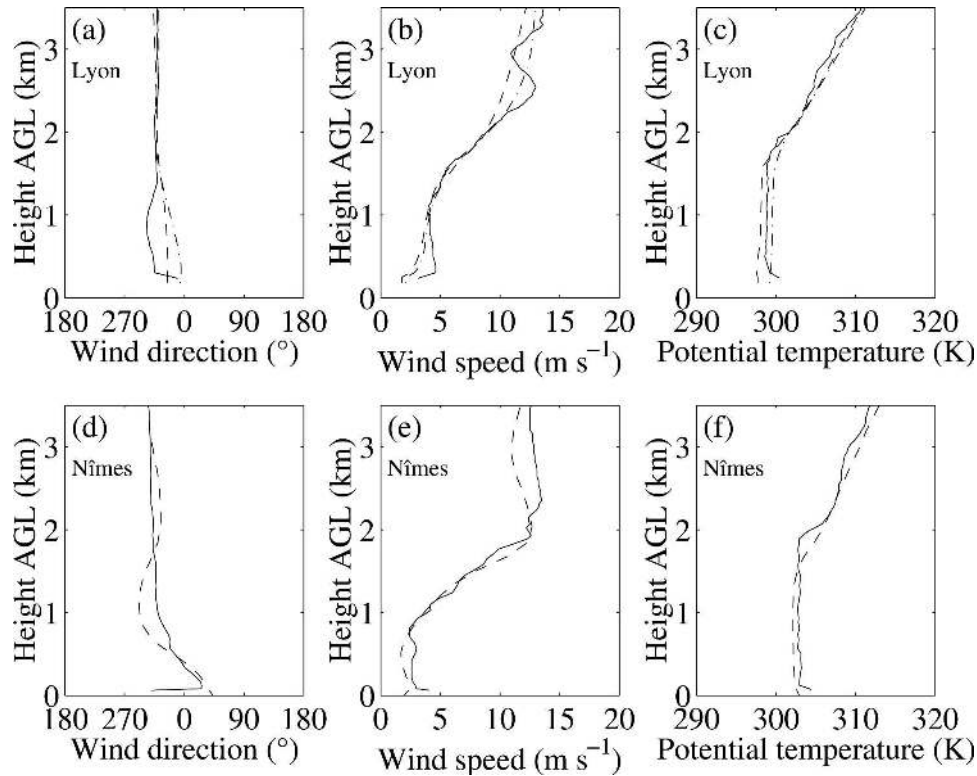 (a)
Lyon
Height AGL (km)
3
2
1
0
180 270 0 90 180
Wind direction (°)
(b)
Lyon
Height AGL (km)
3
2
1
0
0 5 10 15 20
Wind speed (m s⁻¹)
(c)
Lyon
Height AGL (km)
3
2
1
0
290 300 310 320
Potential temperature (K)
(d)
Nîmes
Height AGL (km)
3
2
1
0
180 270 0 90 180
Wind direction (°)
(e)
Nîmes
Height AGL (km)
3
2
1
0
0 5 10 15 20
Wind speed (m s⁻¹)
(f)
Nîmes
Height AGL (km)
3
2
1
0
290 300 310 320
Potential temperature (K)